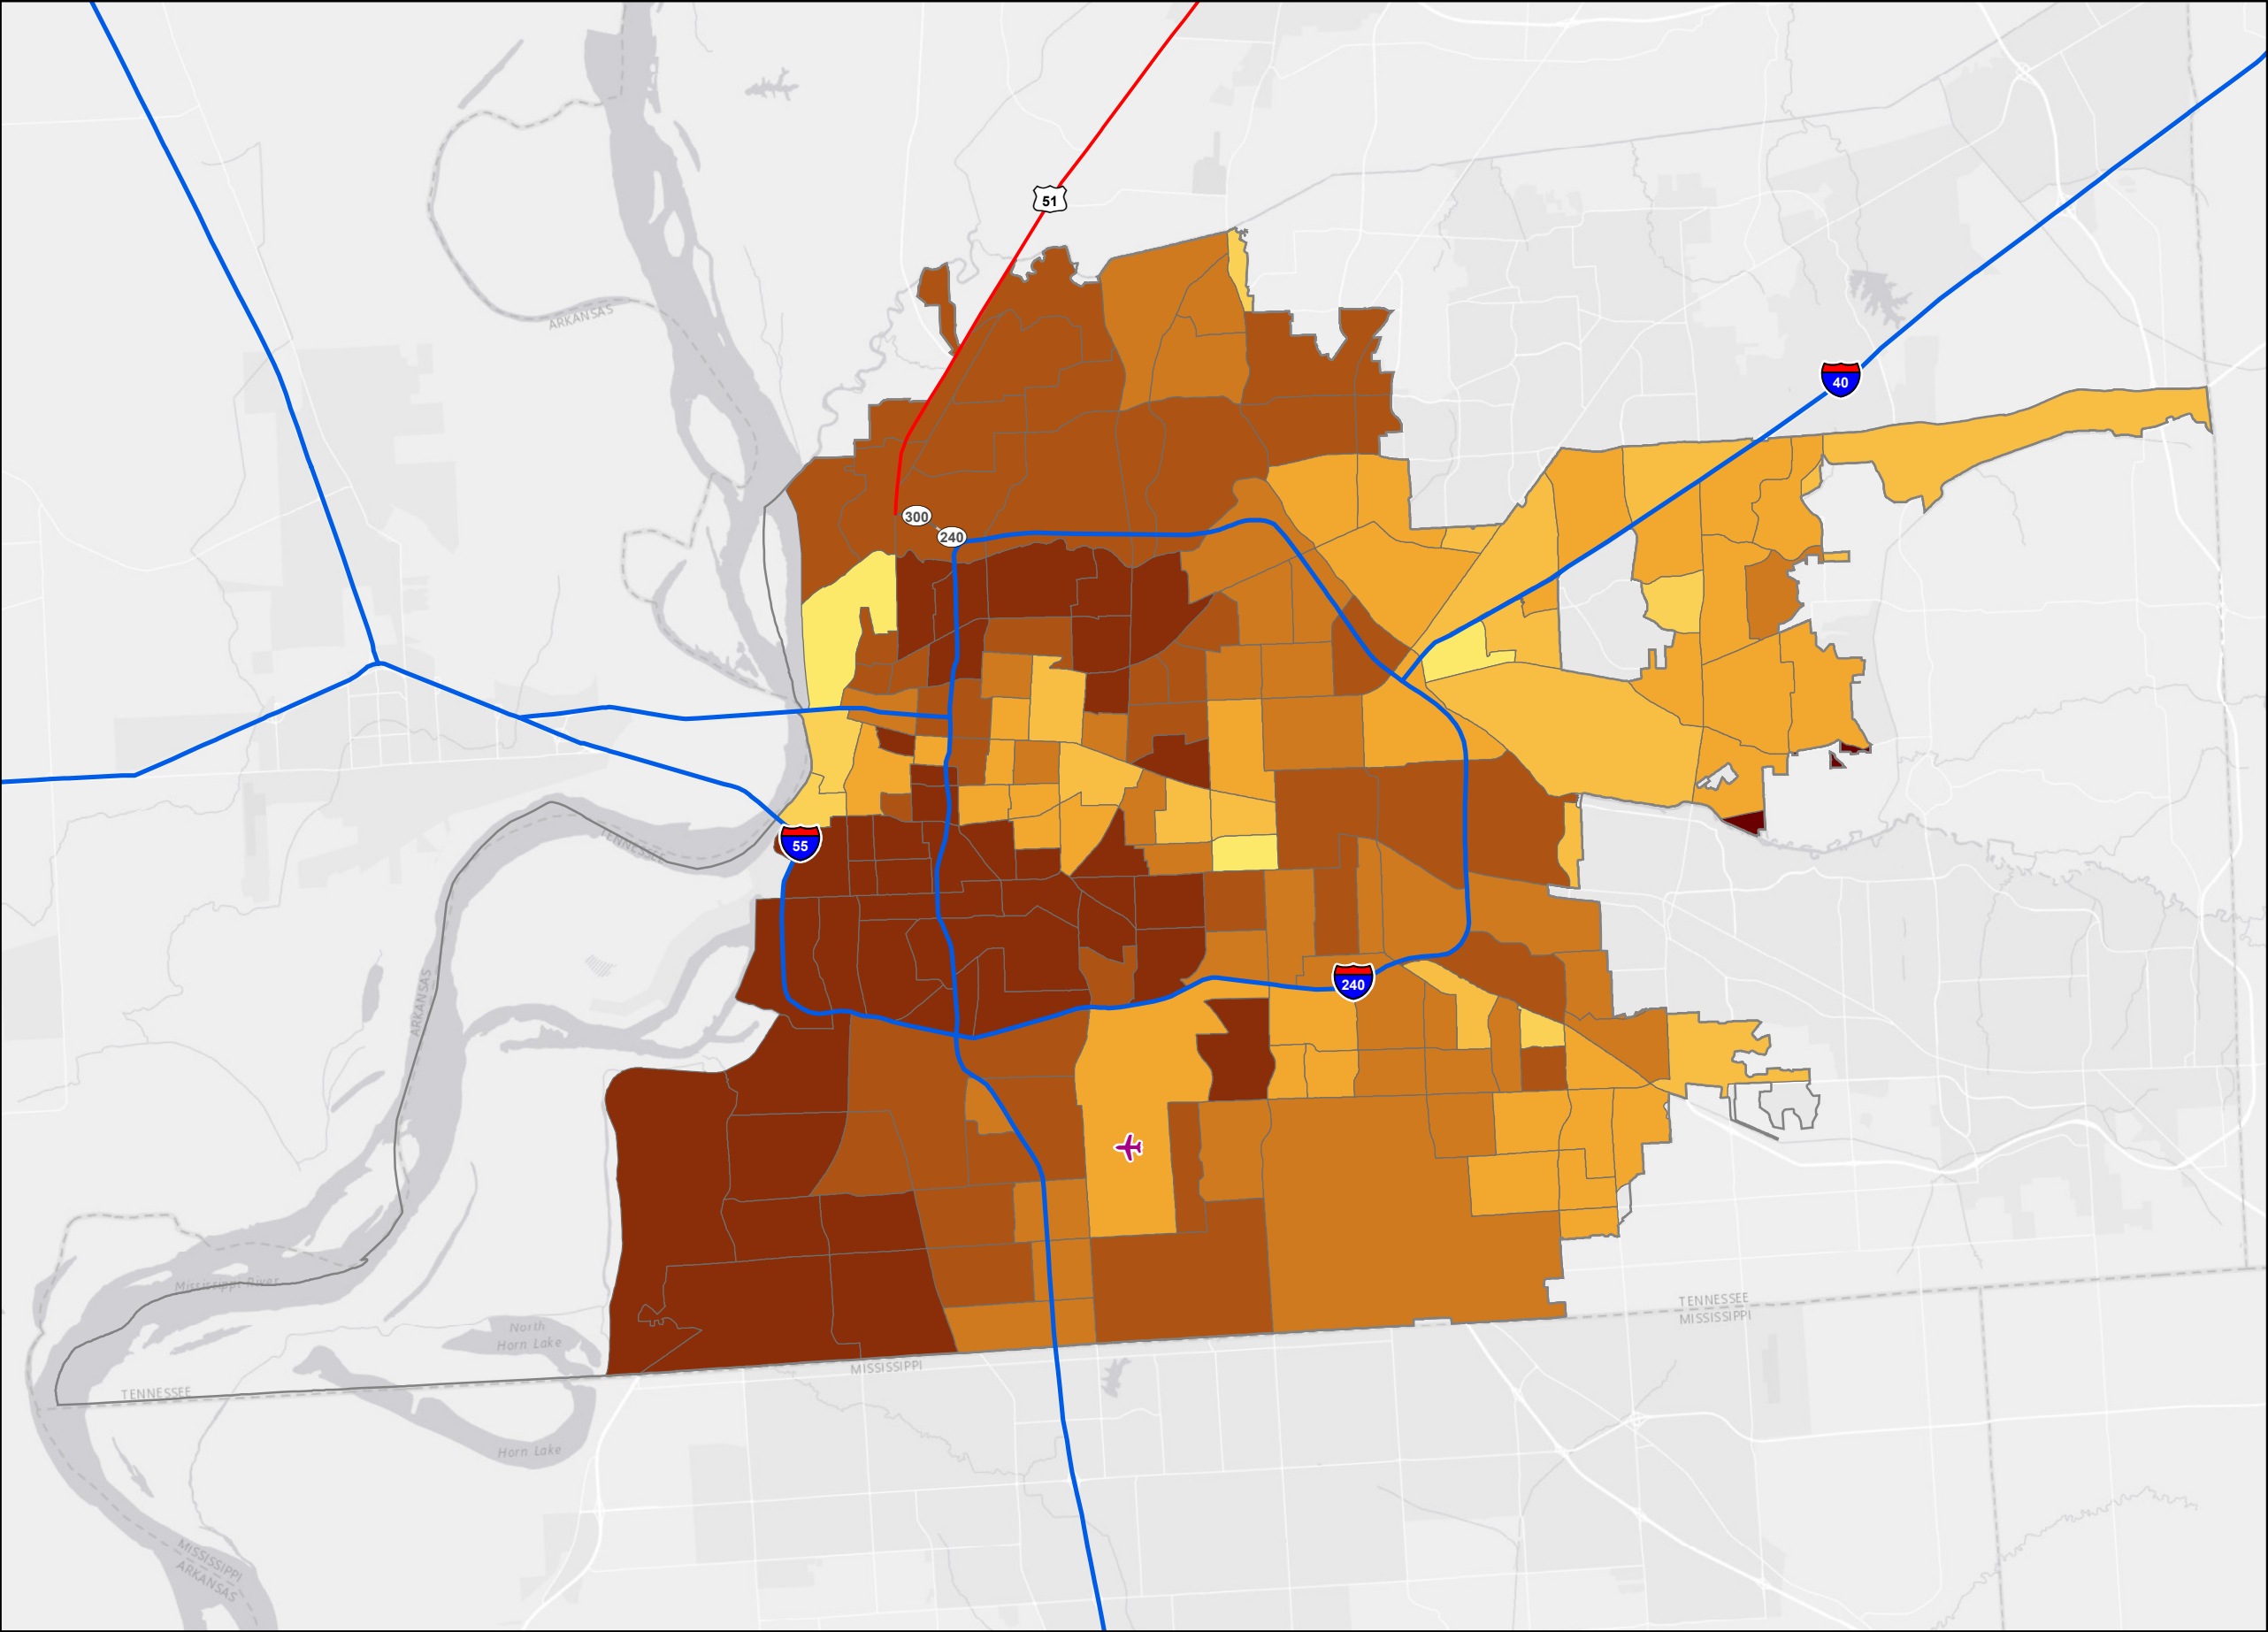 51
ARKANSAS
40
300
240
55
TENNESSEE
ARKANSAS
240
Mississippi River
TENNESSEE
MISSISSIPPI
North
Horn Lake
MISSISSIPPI
TENNESSEE
Horn Lake
MISSISSIPPI
ARKANSAS